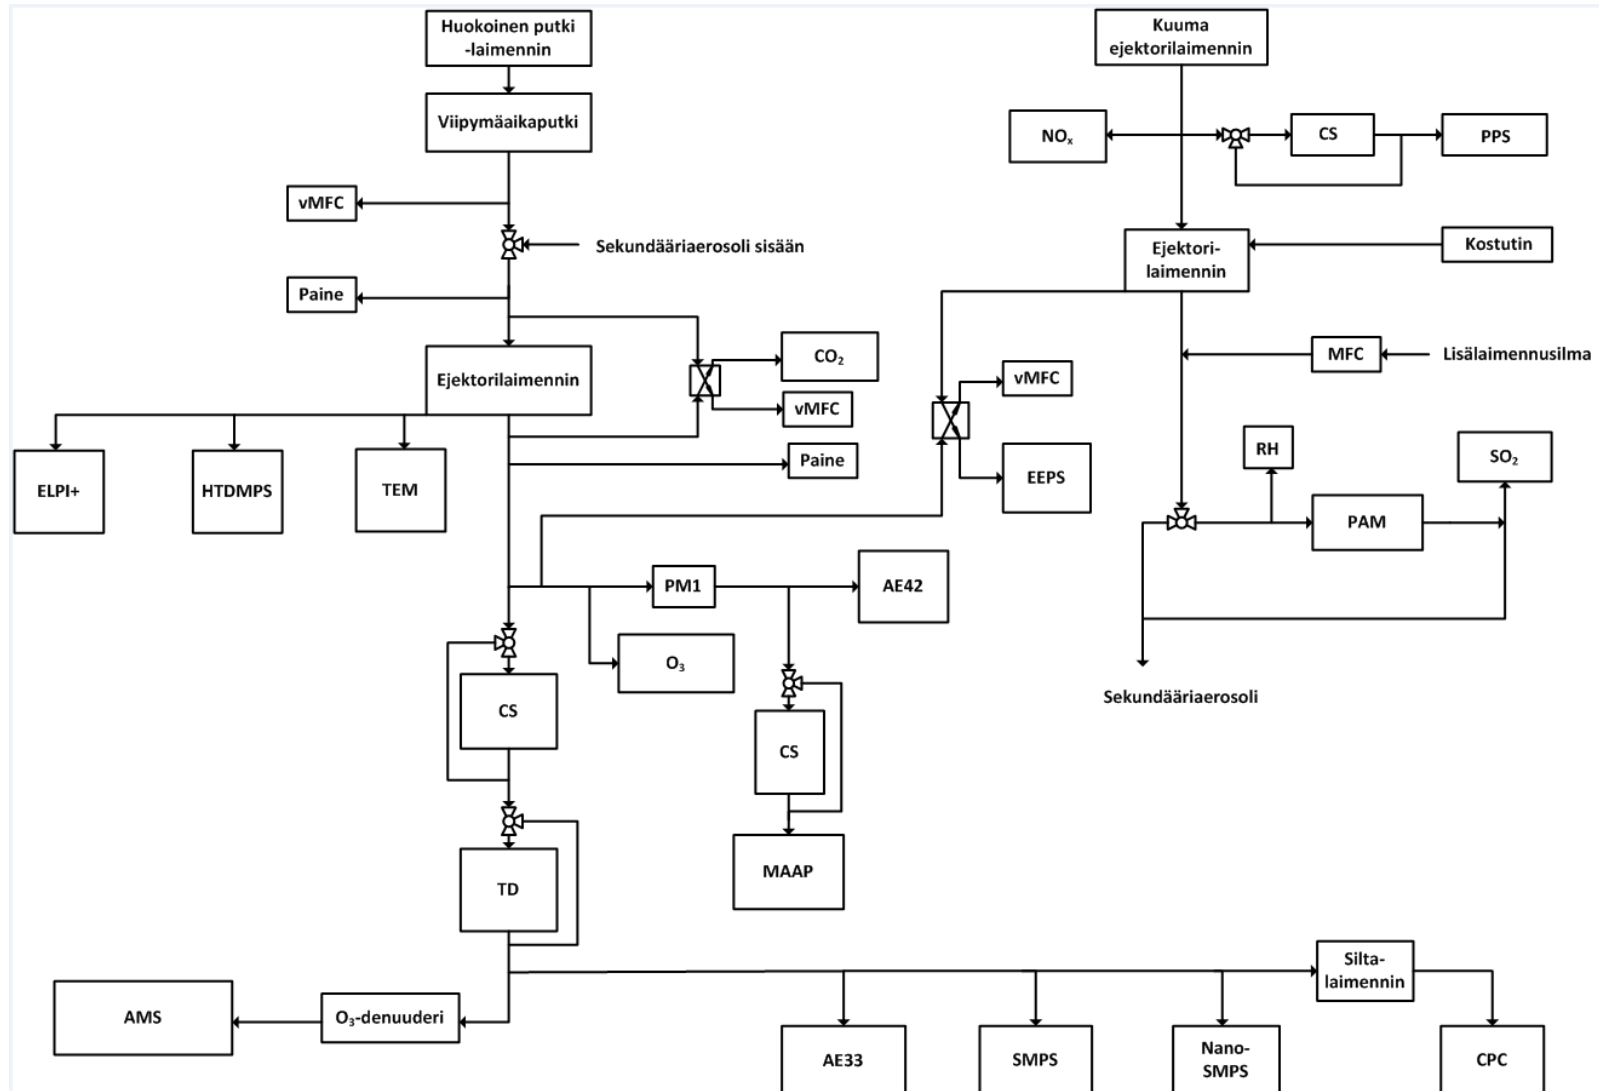 Huokoinen putki
-laimennin
Kuuma
ejektorilaimennin
Viipymäaikaputki
NOₓ
CS
PPS
vMFC
Sekundääriaerosoli sisään
Ejektori-
laimennin
Kostutin
Paine
CO₂
MFC
Lisälaimennusilma
Ejektorilaimennin
vMFC
vMFC
RH
SO₂
Paine
ELPI+
HTDMPS
TEM
EEPS
PAM
PM1
AE42
O₃
Sekundääriaerosoli
CS
CS
MAAP
TD
Silta-
laimennin
AMS
O₃-denuuderi
AE33
SMPS
Nano-
SMPS
CPC